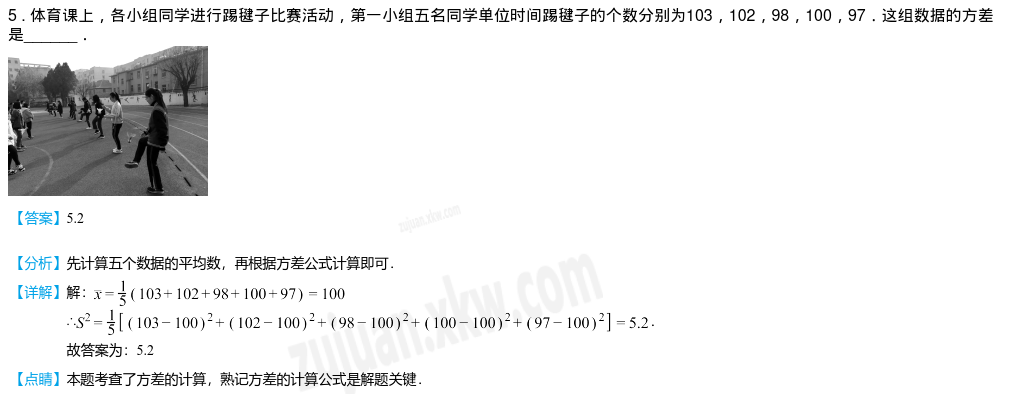 5．体育课上，各小组同学进行踢毽子比赛活动，第一小组五名同学单位时间踢毽子的个数分别为103，102，98，100，97．这组数据的方差
是______．
【答案】5.2
zujuan.xkw.com
【分析】先计算五个数据的平均数，再根据方差公式计算即可．
【详解】解：x̄ = 1/5 (103+102+98+100+97) = 100
∴S² = 1/5 [(103－100)²+(102－100)²+(98－100)²+(100－100)²+(97－100)²] = 5.2．
zujuan.xkw.com
故答案为：5.2
【点睛】本题考查了方差的计算，熟记方差的计算公式是解题关键．